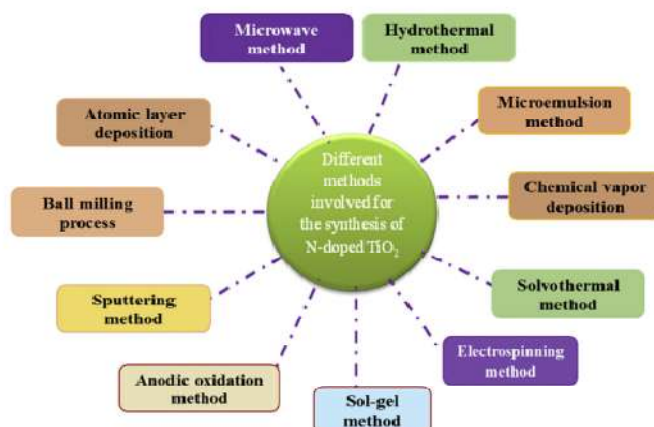 Microwave
method
Hydrothermal
method
Atomic layer
deposition
Microemulsion
method
Different
methods
involved for
the synthesis of
N-doped TiO₂
Ball milling
process
Chemical vapor
deposition
Sputtering
method
Solvothermal
method
Anodic oxidation
method
Electrospinning
method
Sol-gel
method